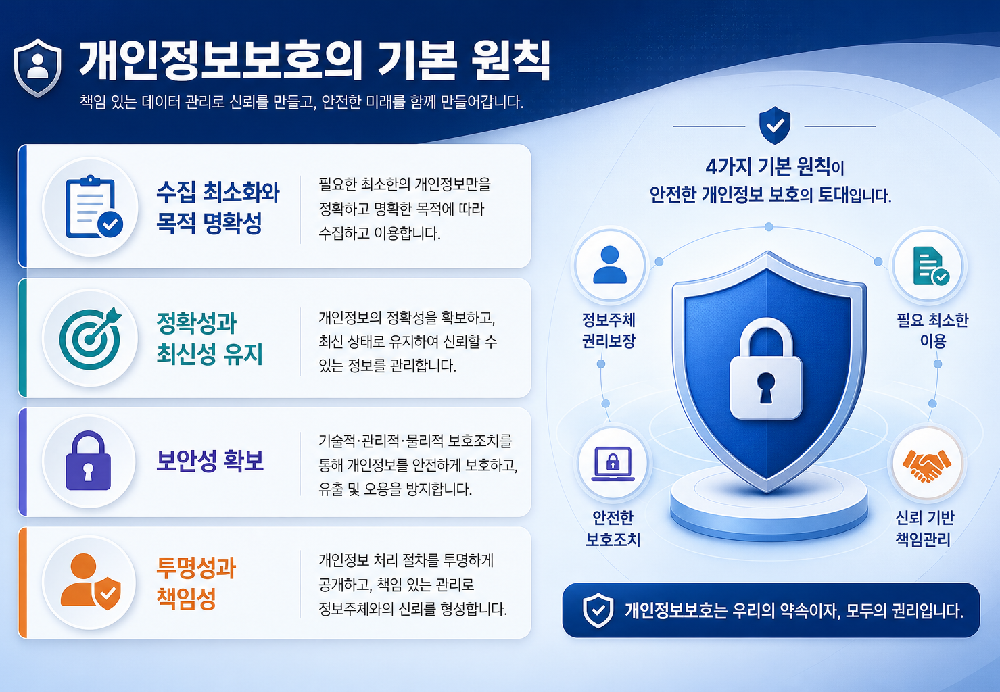 개인정보보호의 기본 원칙
책임 있는 데이터 관리로 신뢰를 만들고, 안전한 미래를 함께 만들어갑니다.
수집 최소화와
목적 명확성
필요한 최소한의 개인정보만을
정확하고 명확한 목적에 따라
수집하고 이용합니다.
정확성과
최신성 유지
개인정보의 정확성을 확보하고,
최신 상태로 유지하여 신뢰할 수
있는 정보를 관리합니다.
보안성 확보
기술적·관리적·물리적 보호조치를
통해 개인정보를 안전하게 보호하고,
유출 및 오용을 방지합니다.
투명성과
책임성
개인정보 처리 절차를 투명하게
공개하고, 책임 있는 관리로
정보주체와의 신뢰를 형성합니다.
4가지 기본 원칙이
안전한 개인정보 보호의 토대입니다.
정보주체
권리보장
필요 최소한
이용
안전한
보호조치
신뢰 기반
책임관리
개인정보보호는 우리의 약속이자, 모두의 권리입니다.